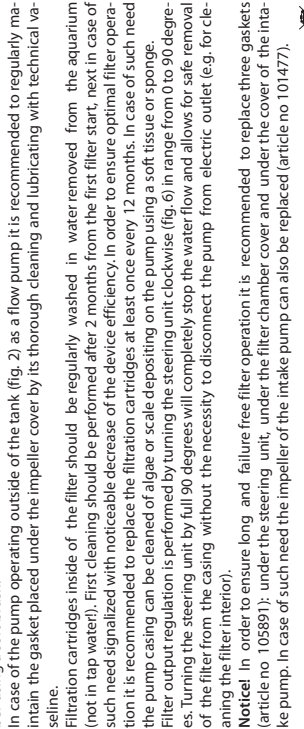 In case of the pump operating outside of the tank (fig. 2) as a flow pump it is recommended to regularly ma-
intain the gasket placed under the impeller cover by its thorough cleaning and lubricating with technical va-
seline.
Filtration cartridges inside of the filter should be regularly washed in water removed from the aquarium
(not in tap water!). First cleaning should be performed after 2 months from the first filter start, next in case of
such need signalized with noticeable decrease of the device efficiency. In order to ensure optimal filter opera-
tion it is recommended to replace the filtration cartridges at least once every 12 months. In case of such need
the pump casing can be cleaned of algae or scale depositing on the pump using a soft tissue or sponge.
Filter output regulation is performed by turning the steering unit clockwise (fig. 6) in range from 0 to 90 degre-
es. Turning the steering unit by full 90 degrees will completely stop the water flow and allows for safe removal
of the filter from the casing without the necessity to disconnect the pump from electric outlet (e.g. for cle-
aning the filter interior).
Notice! In order to ensure long and failure free filter operation it is recommended to replace three gaskets
(article no 105891): under the steering unit, under the filter chamber cover and under the cover of the inta-
ke pump. In case of such need the impeller of the intake pump can also be replaced (article no 101477).